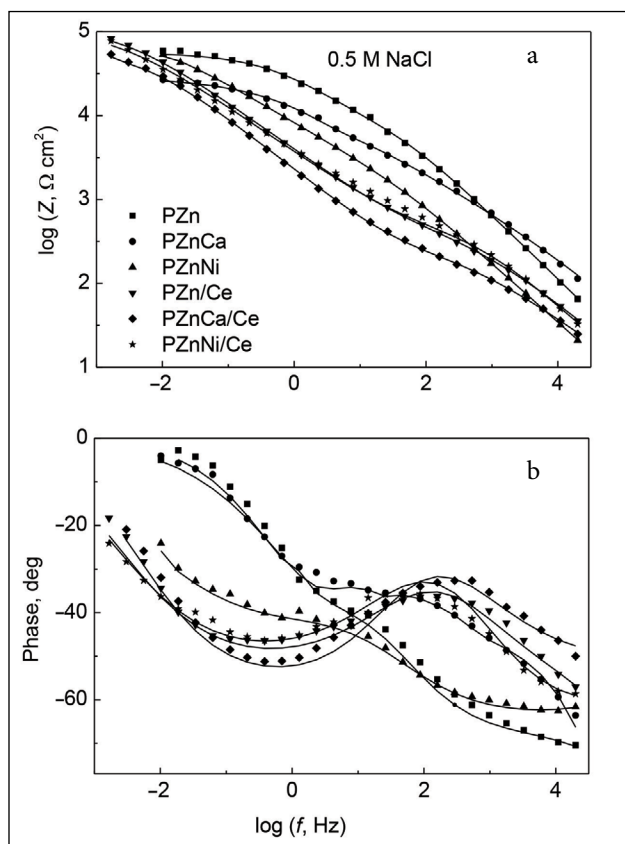 0.5 M NaCl
a
log (Z, Ω cm²)
5
4
3
2
1
PZn
PZnCa
PZnNi
PZn/Ce
PZnCa/Ce
PZnNi/Ce
−2
0
2
4
b
Phase, deg
0
−20
−40
−60
−2
0
2
4
log (f, Hz)